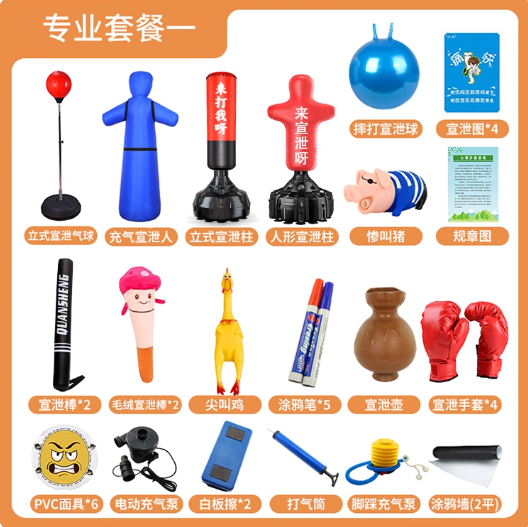 专业套餐一
来打我呀
来宣泄呀
痛快
立式宣泄气球
充气宣泄人
立式宣泄柱
人形宣泄柱
摔打宣泄球
宣泄图*4
惨叫猪
规章图
QUANSHENG
宣泄棒*2
毛绒宣泄棒*2
尖叫鸡
涂鸦笔*5
宣泄壶
宣泄手套*4
PVC面具*6
电动充气泵
白板擦*2
打气筒
脚踩充气泵
涂鸦墙(2平)